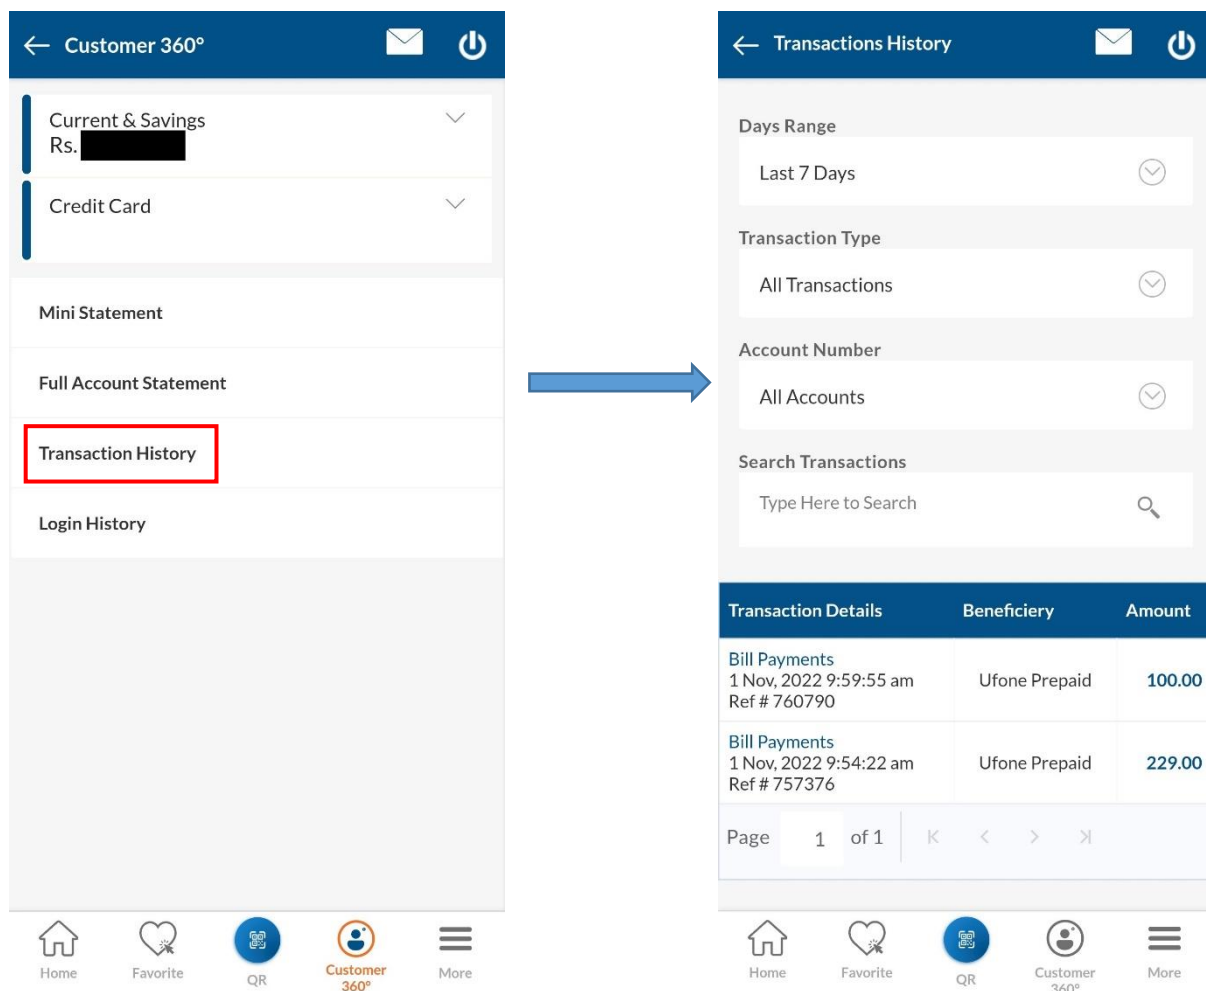 Customer 360°
Current & Savings
Rs.
Credit Card
Mini Statement
Full Account Statement
Transaction History
Login History
Home
Favorite
QR
Customer
360°
More
Transactions History
Days Range
Last 7 Days
Transaction Type
All Transactions
Account Number
All Accounts
Search Transactions
Type Here to Search
Transaction Details Beneficiery Amount
Bill Payments
1 Nov, 2022 9:59:55 am Ufone Prepaid 100.00
Ref # 760790
Bill Payments
1 Nov, 2022 9:54:22 am Ufone Prepaid 229.00
Ref # 757376
Page 1 of 1
Home
Favorite
QR
Customer
360°
More